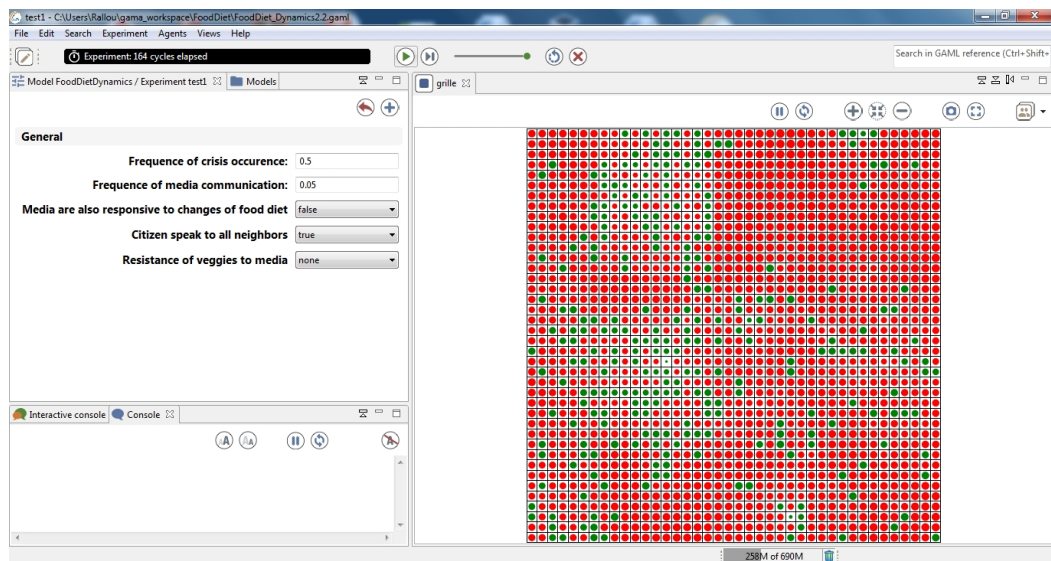 test1 - C:\Users\Rallou\gama_workspace\FoodDiet\FoodDiet_Dynamics2.2.gaml
File Edit Search Experiment Agents Views Help
Experiment: 164 cycles elapsed
Search in GAML reference (Ctrl+Shift+
Model FoodDietDynamics / Experiment test1 Models
grille
General
Frequence of crisis occurence: 0.5
Frequence of media communication: 0.05
Media are also responsive to changes of food diet false
Citizen speak to all neighbors true
Resistance of veggies to media none
Interactive console Console
A AA A
258M of 690M